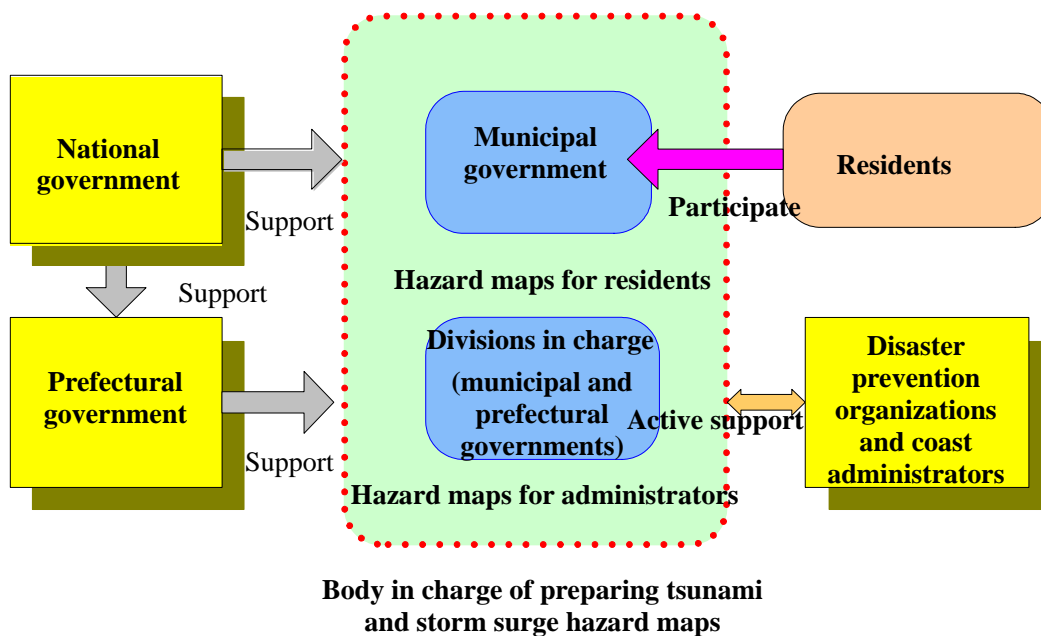 National
government
Support
Support
Prefectural
government
Support
Municipal
government
Participate
Residents
Hazard maps for residents
Divisions in charge
(municipal and
prefectural
governments)
Active support
Hazard maps for administrators
Disaster
prevention
organizations
and coast
administrators
Body in charge of preparing tsunami
and storm surge hazard maps